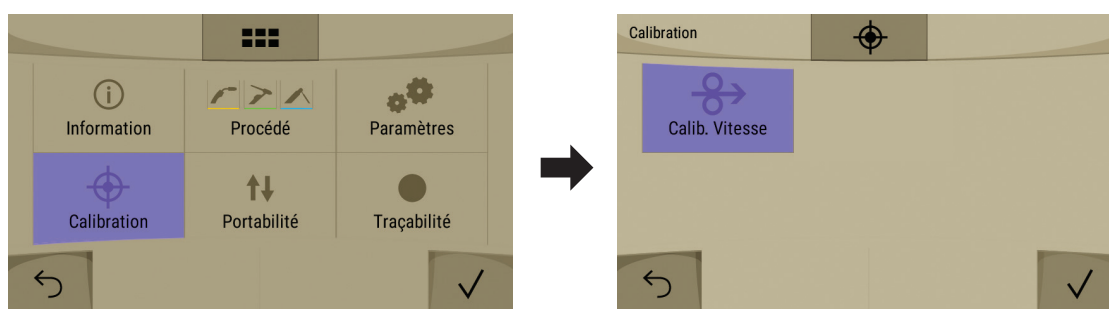 Information
Procédé
Paramètres
Calibration
Portabilité
Traçabilité
Calibration
Calib. Vitesse